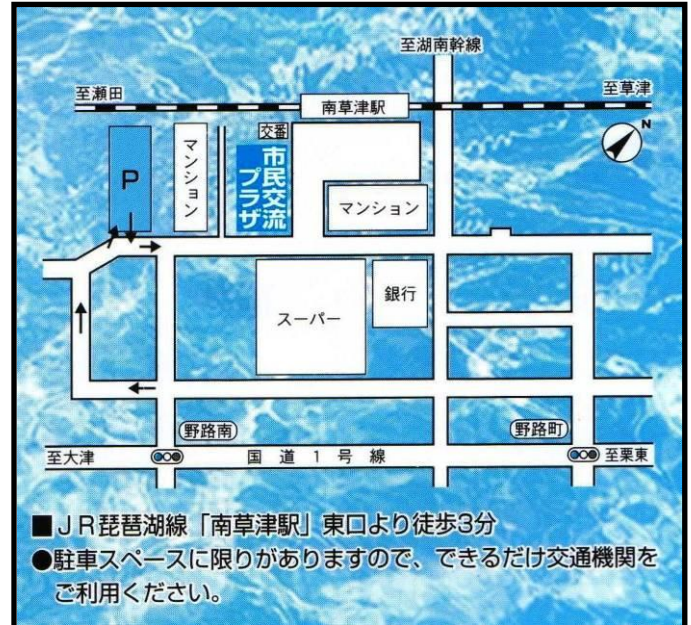 至湖南幹線
至瀬田
至草津
南草津駅
N
交番
P
マンション
市民交流
プラザ
マンション
スーパー
銀行
野路南
野路町
至大津
国道1号線
至栗東
■JR琵琶湖線「南草津駅」東口より徒歩3分
●駐車スペースに限りがありますので、できるだけ交通機関を
ご利用ください。